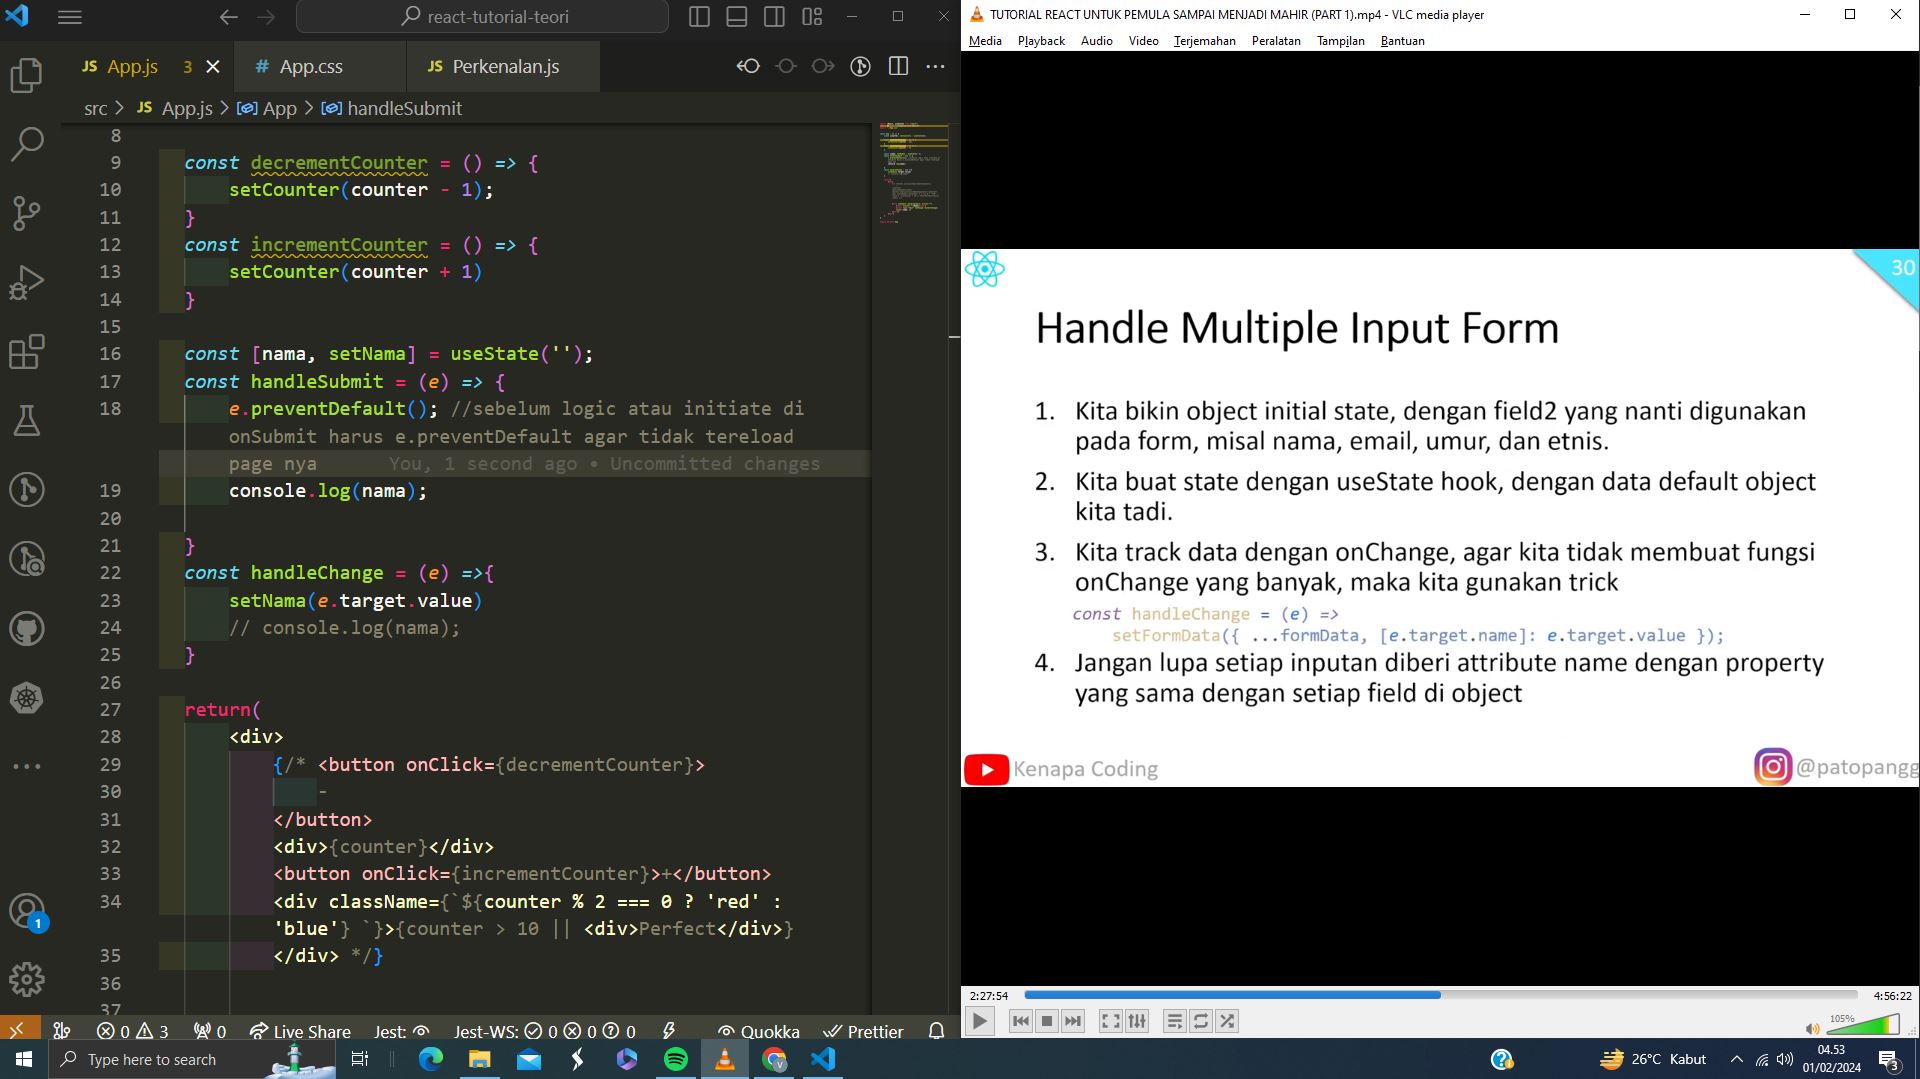 react-tutorial-teori
JS App.js 3
# App.css
JS Perkenalan.js
src > JS App.js > App > handleSubmit
8
9 const decrementCounter = () => {
10 setCounter(counter - 1);
11 }
12 const incrementCounter = () => {
13 setCounter(counter + 1)
14 }
15
16 const [nama, setNama] = useState('');
17 const handleSubmit = (e) => {
18 e.preventDefault(); //sebelum logic atau initiate di
onSubmit harus e.preventDefault agar tidak tereload
page nya You, 1 second ago • Uncommitted changes
19 console.log(nama);
20
21 }
22 const handleChange = (e) =>{
23 setNama(e.target.value)
24 // console.log(nama);
25 }
26
27 return(
28 <div>
29 {/* <button onClick={decrementCounter}>
30 -
31 </button>
32 <div>{counter}</div>
33 <button onClick={incrementCounter}>+</button>
34 <div className={`${counter % 2 === 0 ? 'red' :
'blue'} `}>{counter > 10 || <div>Perfect</div>}
35 </div> */}
36
37
1
0 3 0 Live Share Jest: Jest-WS: 0 0 0 Quokka Prettier
TUTORIAL REACT UNTUK PEMULA SAMPAI MENJADI MAHIR (PART 1).mp4 - VLC media player
Media Playback Audio Video Terjemahan Peralatan Tampilan Bantuan
30
Handle Multiple Input Form
1. Kita bikin object initial state, dengan field2 yang nanti digunakan
pada form, misal nama, email, umur, dan etnis.
2. Kita buat state dengan useState hook, dengan data default object
kita tadi.
3. Kita track data dengan onChange, agar kita tidak membuat fungsi
onChange yang banyak, maka kita gunakan trick
const handleChange = (e) =>
setFormData({ ...formData, [e.target.name]: e.target.value });
4. Jangan lupa setiap inputan diberi attribute name dengan property
yang sama dengan setiap field di object
Kenapa Coding
@patopangg
2:27:54
4:56:22
105%
Type here to search
26°C Kabut
04.53
01/02/2024
3